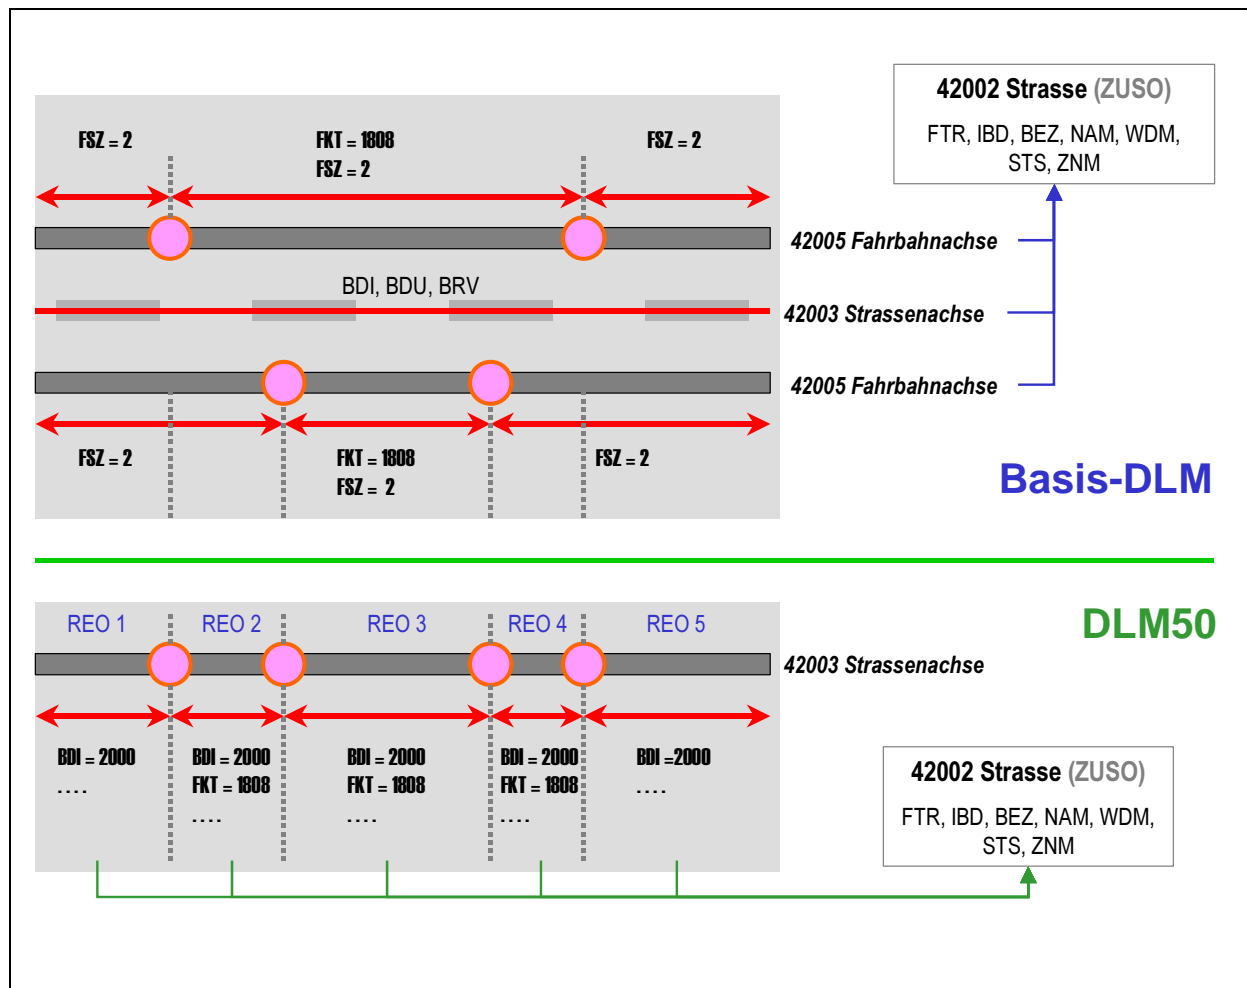 42002 Strasse (ZUSO)
FTR, IBD, BEZ, NAM, WDM,
STS, ZNM
FSZ = 2
FKT = 1808
FSZ = 2
FSZ = 2
42005 Fahrbahnachse
BDI, BDU, BRV
42003 Strassenachse
42005 Fahrbahnachse
FSZ = 2
FKT = 1808
FSZ = 2
FSZ = 2
Basis-DLM
DLM50
REO 1
REO 2
REO 3
REO 4
REO 5
42003 Strassenachse
BDI = 2000
....
BDI = 2000
FKT = 1808
....
BDI = 2000
FKT = 1808
....
BDI = 2000
FKT = 1808
....
BDI =2000
....
42002 Strasse (ZUSO)
FTR, IBD, BEZ, NAM, WDM,
STS, ZNM